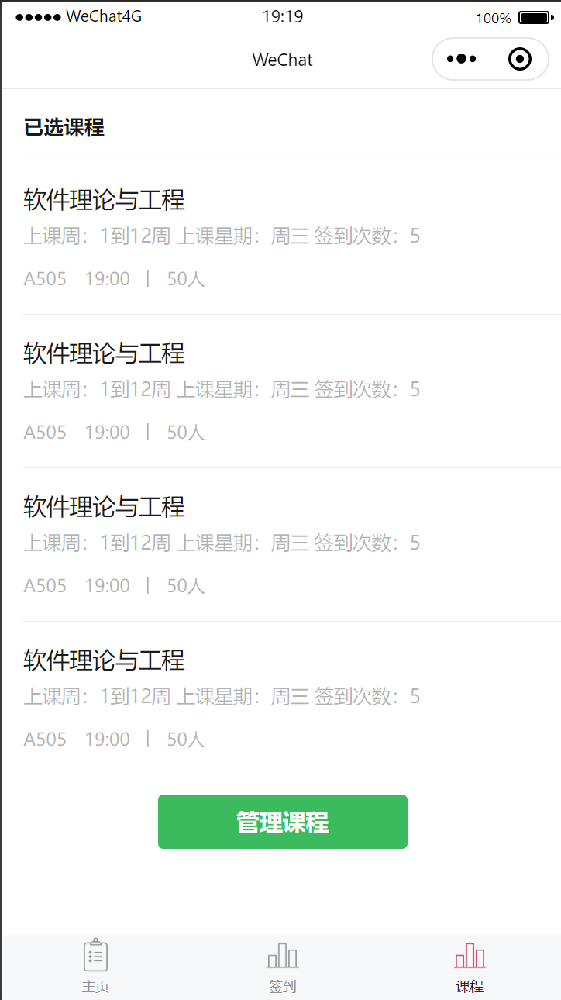 WeChat4G 19:19 100%
WeChat
已选课程
软件理论与工程
上课周：1到12周 上课星期：周三 签到次数：5
A505 19:00 | 50人
软件理论与工程
上课周：1到12周 上课星期：周三 签到次数：5
A505 19:00 | 50人
软件理论与工程
上课周：1到12周 上课星期：周三 签到次数：5
A505 19:00 | 50人
软件理论与工程
上课周：1到12周 上课星期：周三 签到次数：5
A505 19:00 | 50人
管理课程
主页 签到 课程